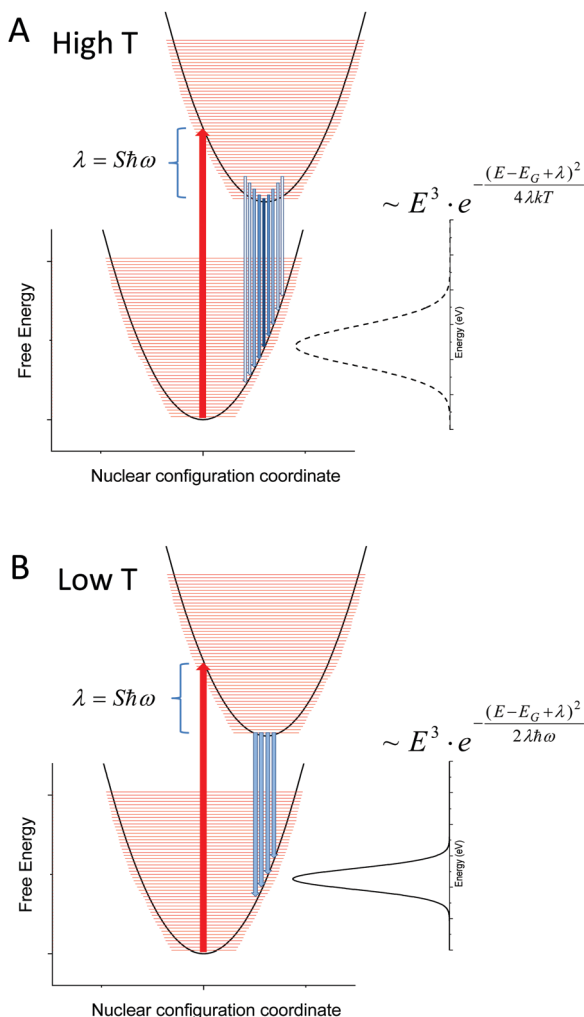 A
High T
λ = Sħω
~ E³ · e^{-(E−E_G+λ)²/4λkT}
Free Energy
Energy (eV)
Nuclear configuration coordinate
B
Low T
λ = Sħω
~ E³ · e^{-(E−E_G+λ)²/2λħω}
Free Energy
Energy (eV)
Nuclear configuration coordinate